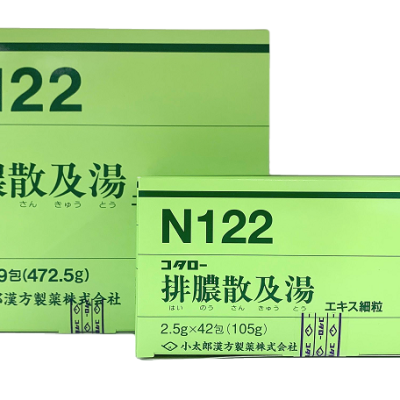 122
散及湯
さん きゅう とう
9包(472.5g)
郎漢方製薬株式会社
N122
コタロー
排膿散及湯
エキス細粒
はい のう さん きゅう とう
2.5g×42包(105g)
小太郎漢方製薬株式会社